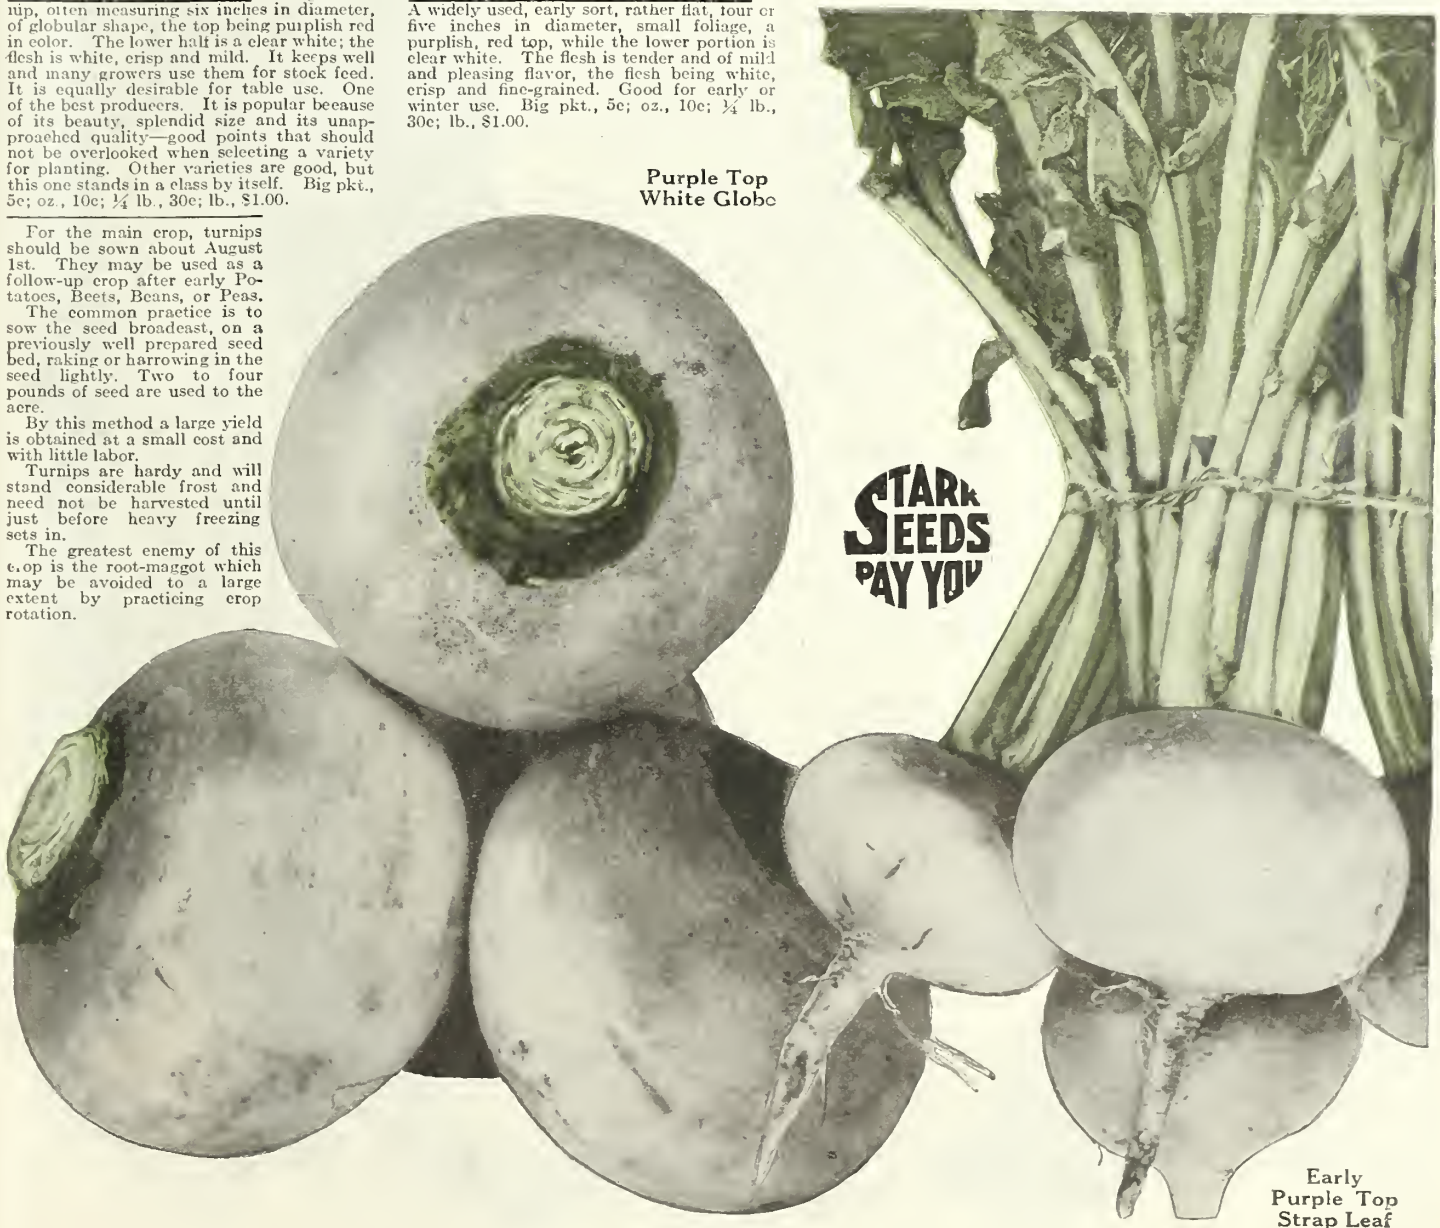 nip, often measuring six inches in diameter,
of globular shape, the top being purplish red
in color. The lower half is a clear white; the
flesh is white, crisp and mild. It keeps well
and many growers use them for stock feed.
It is equally desirable for table use. One
of the best producers. It is popular because
of its beauty, splendid size and its unap-
proached quality—good points that should
not be overlooked when selecting a variety
for planting. Other varieties are good, but
this one stands in a class by itself. Big pkt.,
5c; oz., 10c; ¼ lb., 30c; lb., $1.00.
For the main crop, turnips
should be sown about August
1st. They may be used as a
follow-up crop after early Po-
tatoes, Beets, Beans, or Peas.
The common practice is to
sow the seed broadcast, on a
previously well prepared seed
bed, raking or harrowing in the
seed lightly. Two to four
pounds of seed are used to the
acre.
By this method a large yield
is obtained at a small cost and
with little labor.
Turnips are hardy and will
stand considerable frost and
need not be harvested until
just before heavy freezing
sets in.
The greatest enemy of this
crop is the root-maggot which
may be avoided to a large
extent by practicing crop
rotation.
A widely used, early sort, rather flat, four or
five inches in diameter, small foliage, a
purplish, red top, while the lower portion is
clear white. The flesh is tender and of mild
and pleasing flavor, the flesh being white,
crisp and fine-grained. Good for early or
winter use. Big pkt., 5c; oz., 10c; ¼ lb.,
30c; lb., $1.00.
Purple Top
White Globe
STARK
SEEDS
PAY YOU
Early
Purple Top
Strap Leaf